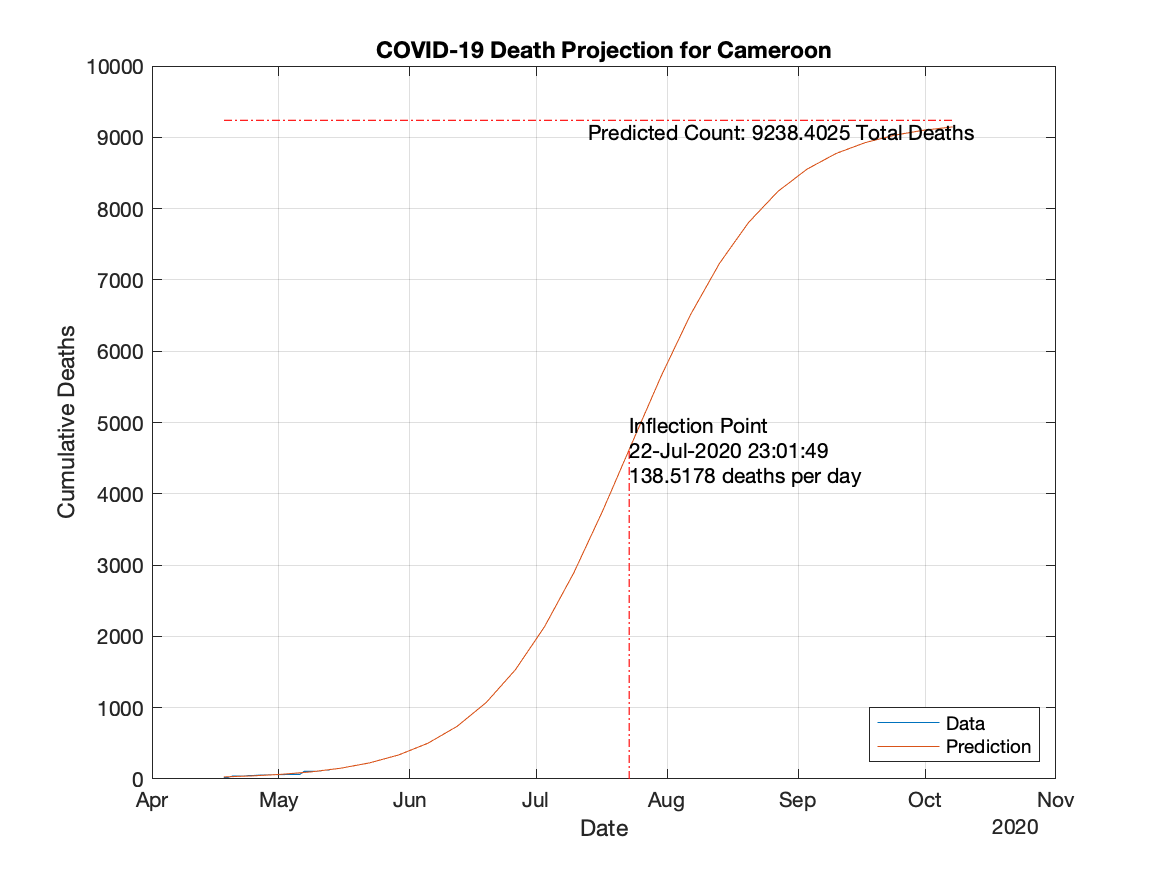 COVID-19 Death Projection for Cameroon
10000
9000
8000
7000
6000
5000
4000
3000
2000
1000
0
Cumulative Deaths
Predicted Count: 9238.4025 Total Deaths
Inflection Point
22-Jul-2020 23:01:49
138.5178 deaths per day
Data
Prediction
Apr May Jun Jul Aug Sep Oct Nov
Date
2020